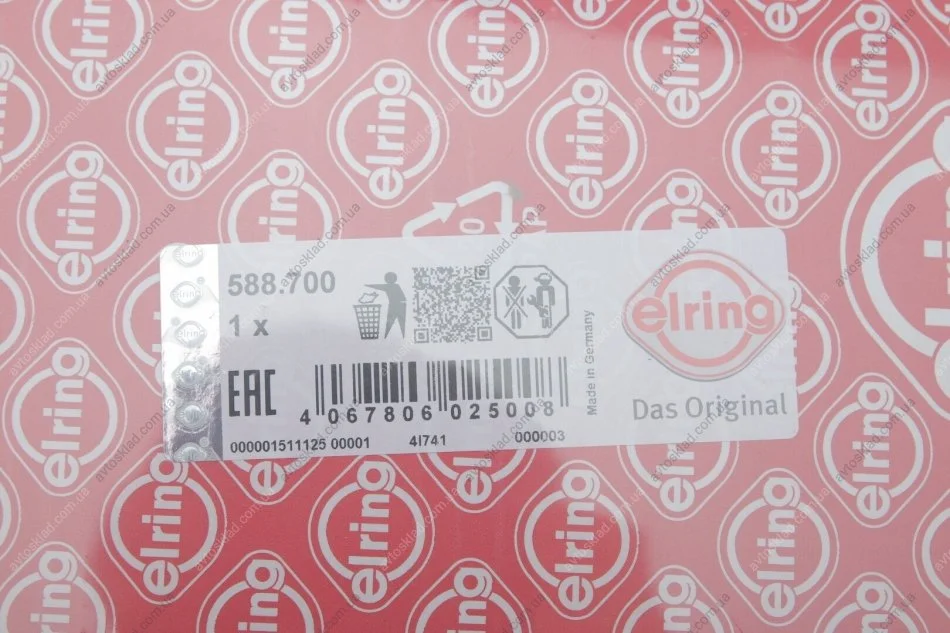 588.700
1 x
EAC
4 067806 025008
000001511125 00001 4I741 000003
Made in Germany
elring
Das Original